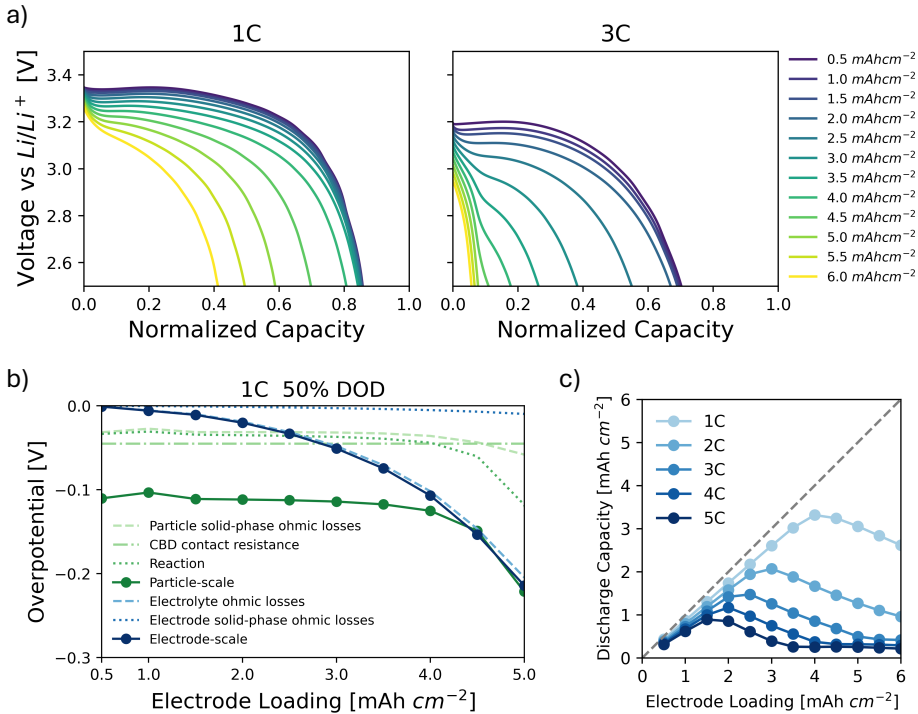 a)
1C
3C
Voltage vs Li/Li⁺ [V]
3.4
3.2
3.0
2.8
2.6
0.0 0.2 0.4 0.6 0.8 1.0
Normalized Capacity
0.0 0.2 0.4 0.6 0.8 1.0
Normalized Capacity
0.5 mAhcm⁻²
1.0 mAhcm⁻²
1.5 mAhcm⁻²
2.0 mAhcm⁻²
2.5 mAhcm⁻²
3.0 mAhcm⁻²
3.5 mAhcm⁻²
4.0 mAhcm⁻²
4.5 mAhcm⁻²
5.0 mAhcm⁻²
5.5 mAhcm⁻²
6.0 mAhcm⁻²
b)
1C 50% DOD
Overpotential [V]
0.0
−0.1
−0.2
−0.3
Particle solid-phase ohmic losses
CBD contact resistance
Reaction
Particle-scale
Electrolyte ohmic losses
Electrode solid-phase ohmic losses
Electrode-scale
0.5 1.0 2.0 3.0 4.0 5.0
Electrode Loading [mAh cm⁻²]
c)
Discharge Capacity [mAh cm⁻²]
6
5
4
3
2
1
0
1C
2C
3C
4C
5C
0 1 2 3 4 5 6
Electrode Loading [mAh cm⁻²]